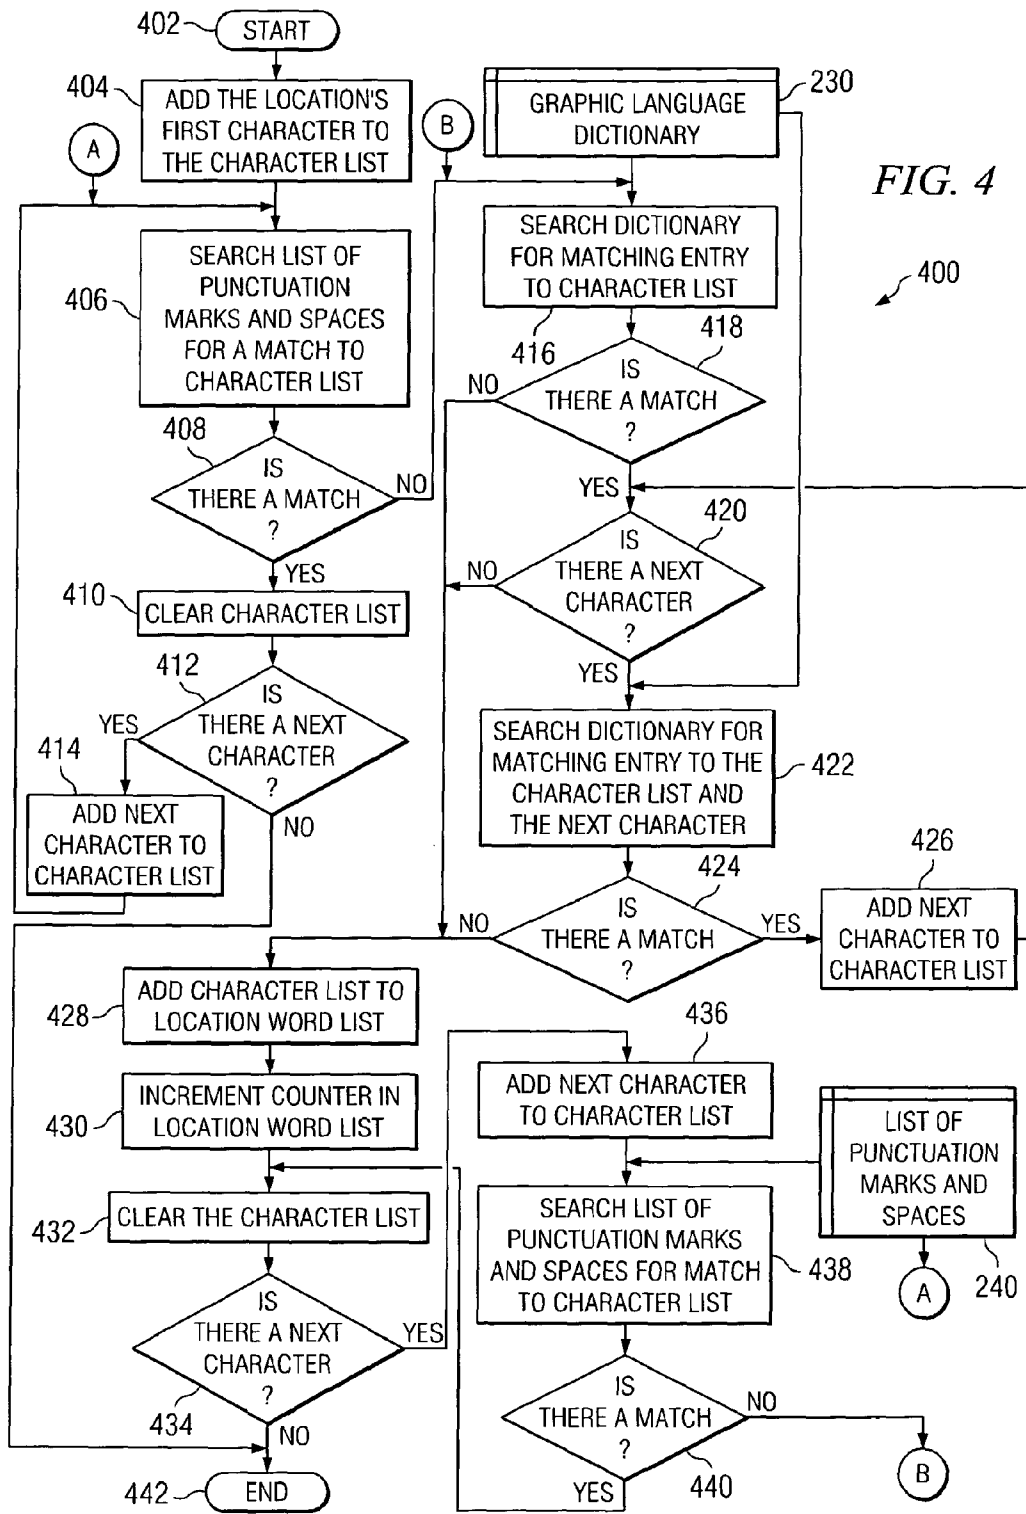 402
START
404
ADD THE LOCATION'S
FIRST CHARACTER TO
THE CHARACTER LIST
A
B
GRAPHIC LANGUAGE
DICTIONARY
230
FIG. 4
400
406
SEARCH LIST OF
PUNCTUATION
MARKS AND SPACES
FOR A MATCH TO
CHARACTER LIST
SEARCH DICTIONARY
FOR MATCHING ENTRY
TO CHARACTER LIST
416
418
IS
THERE A MATCH
?
NO
YES
408
IS
THERE A MATCH
?
NO
YES
420
IS
THERE A NEXT
CHARACTER
?
NO
YES
410
CLEAR CHARACTER LIST
412
IS
THERE A NEXT
CHARACTER
?
YES
NO
414
ADD NEXT
CHARACTER TO
CHARACTER LIST
SEARCH DICTIONARY FOR
MATCHING ENTRY TO THE
CHARACTER LIST AND
THE NEXT CHARACTER
422
424
IS
THERE A MATCH
?
NO
YES
426
ADD NEXT
CHARACTER TO
CHARACTER LIST
428
ADD CHARACTER LIST TO
LOCATION WORD LIST
430
INCREMENT COUNTER IN
LOCATION WORD LIST
432
CLEAR THE CHARACTER LIST
IS
THERE A NEXT
CHARACTER
?
434
YES
NO
442
END
436
ADD NEXT CHARACTER
TO CHARACTER LIST
LIST OF
PUNCTUATION
MARKS AND
SPACES
240
A
SEARCH LIST OF
PUNCTUATION MARKS
AND SPACES FOR MATCH
TO CHARACTER LIST
438
IS
THERE A MATCH
?
440
NO
YES
B